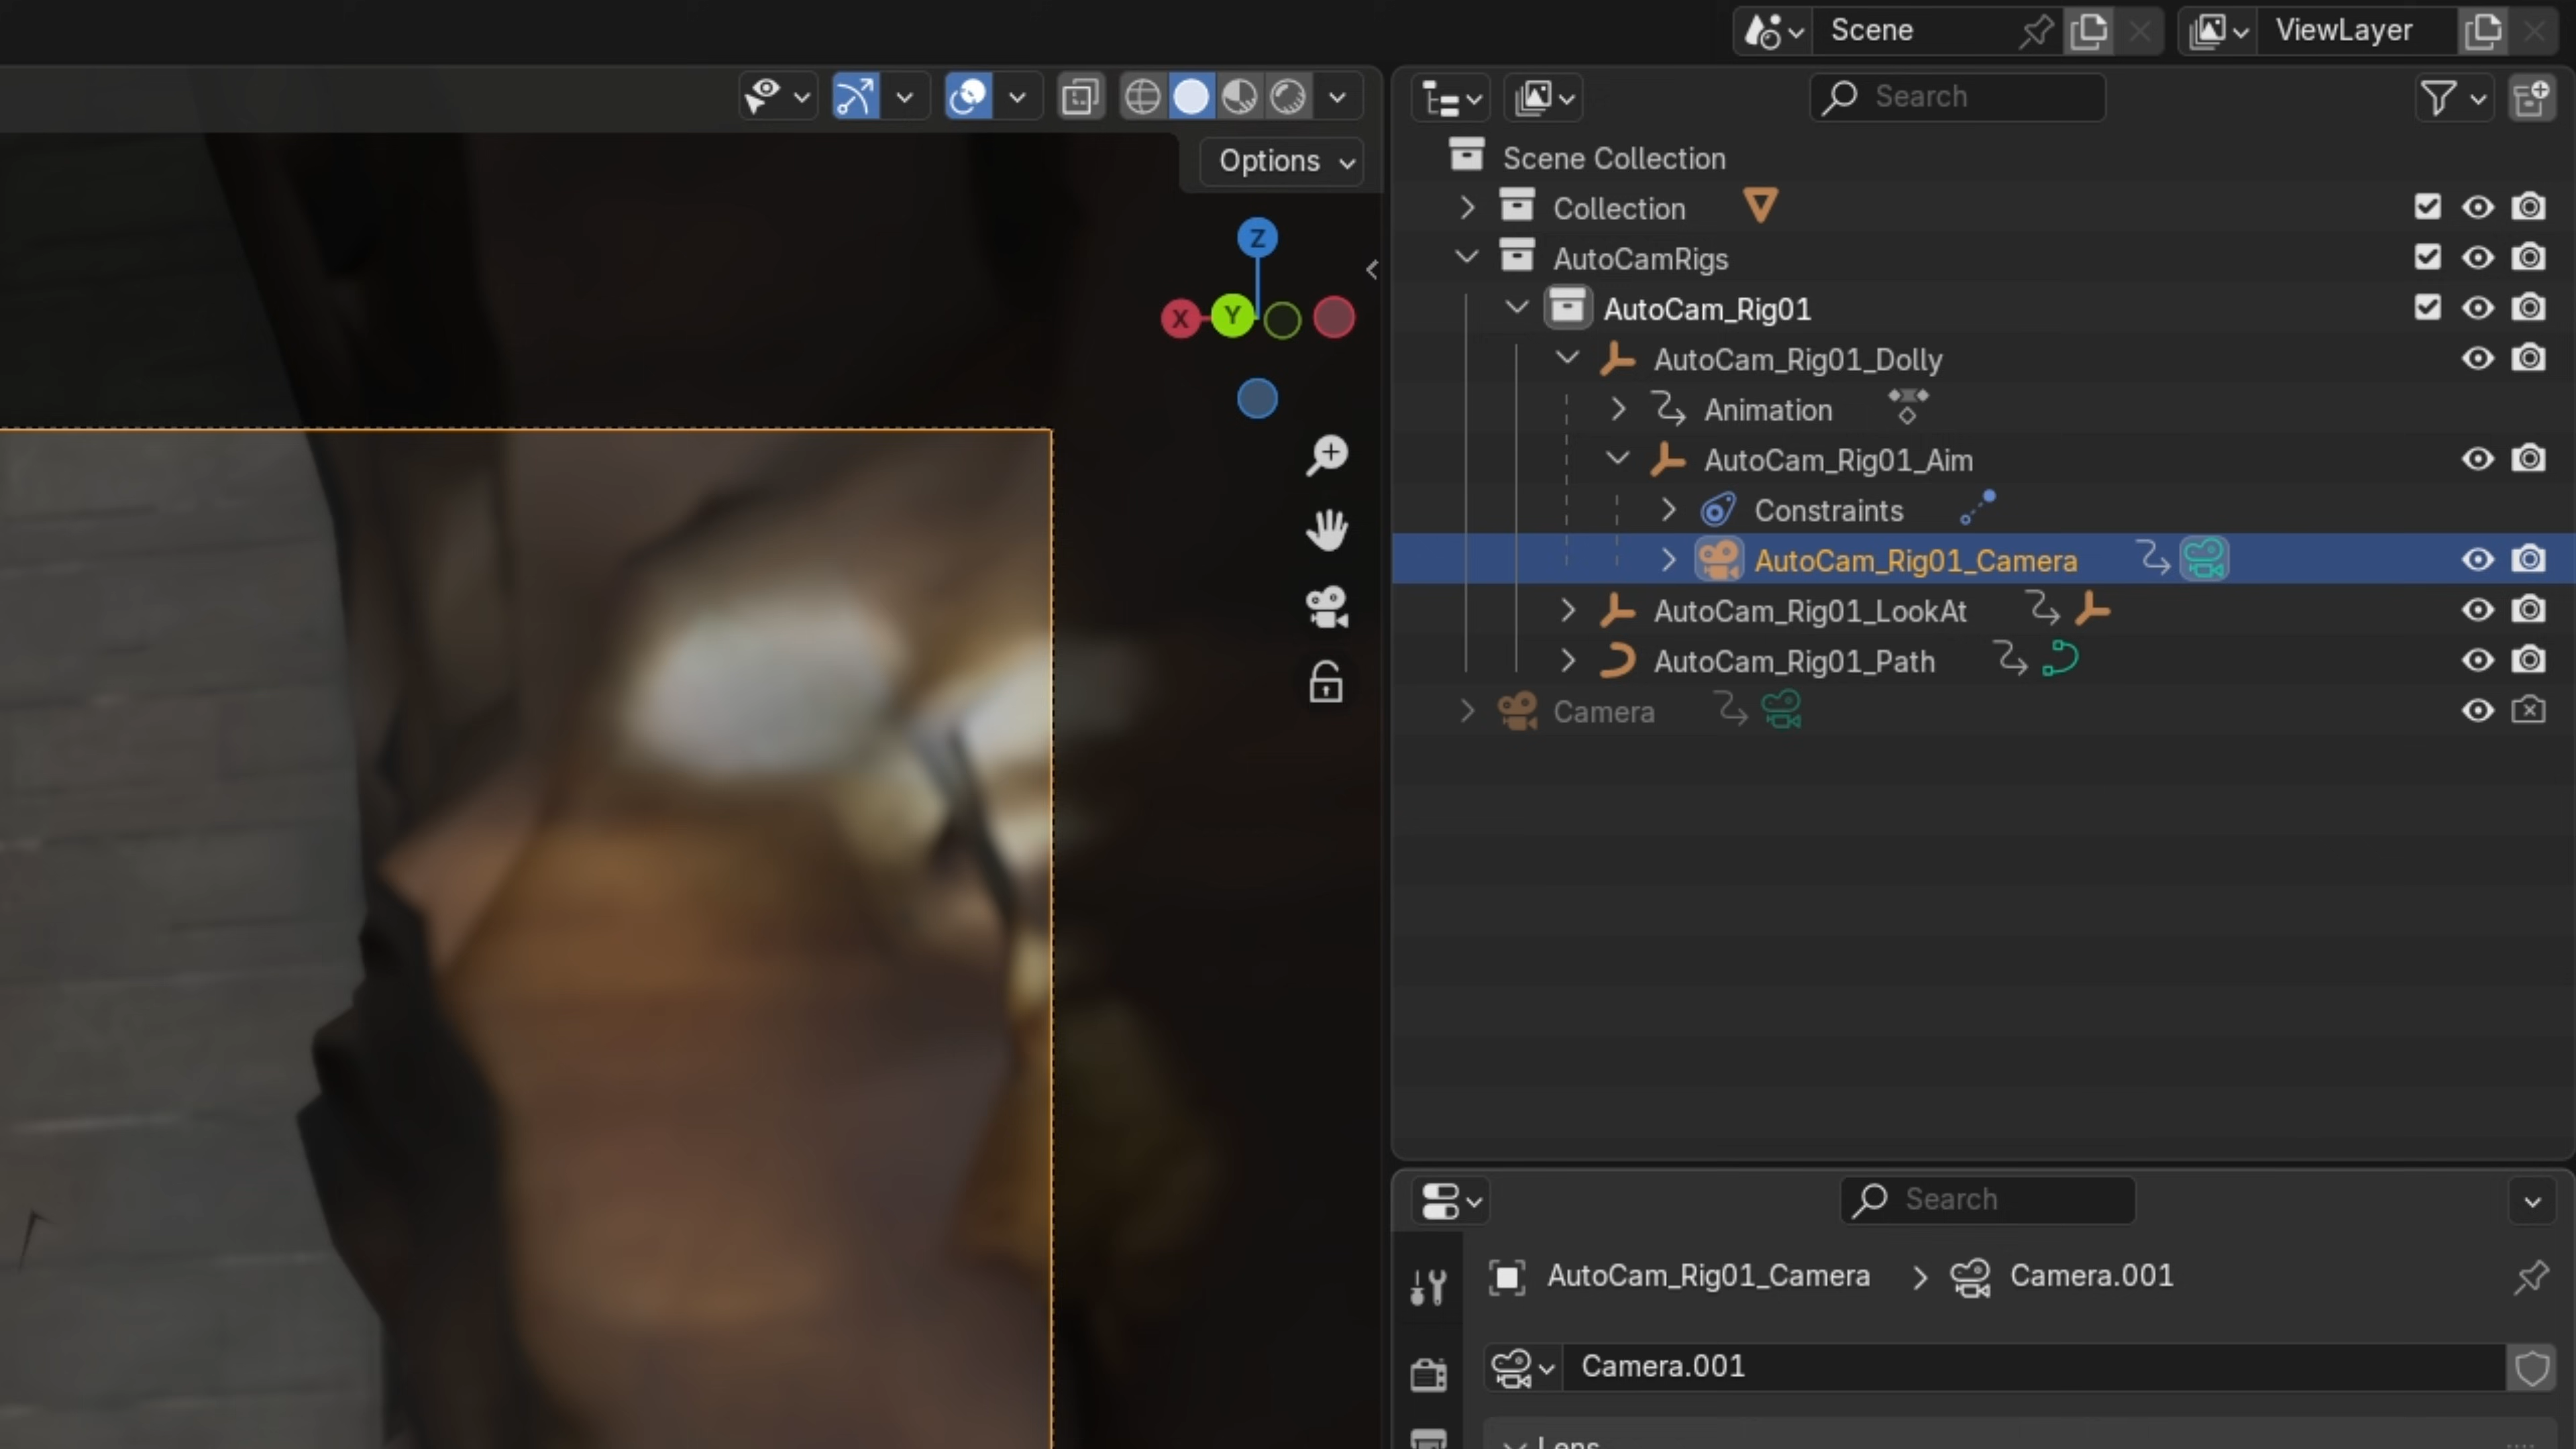 Scene
ViewLayer
Search
Options
Scene Collection
Collection
AutoCamRigs
AutoCam_Rig01
AutoCam_Rig01_Dolly
Animation
AutoCam_Rig01_Aim
Constraints
AutoCam_Rig01_Camera
AutoCam_Rig01_LookAt
AutoCam_Rig01_Path
Camera
Z
X Y
Search
AutoCam_Rig01_Camera > Camera.001
Camera.001
Lens